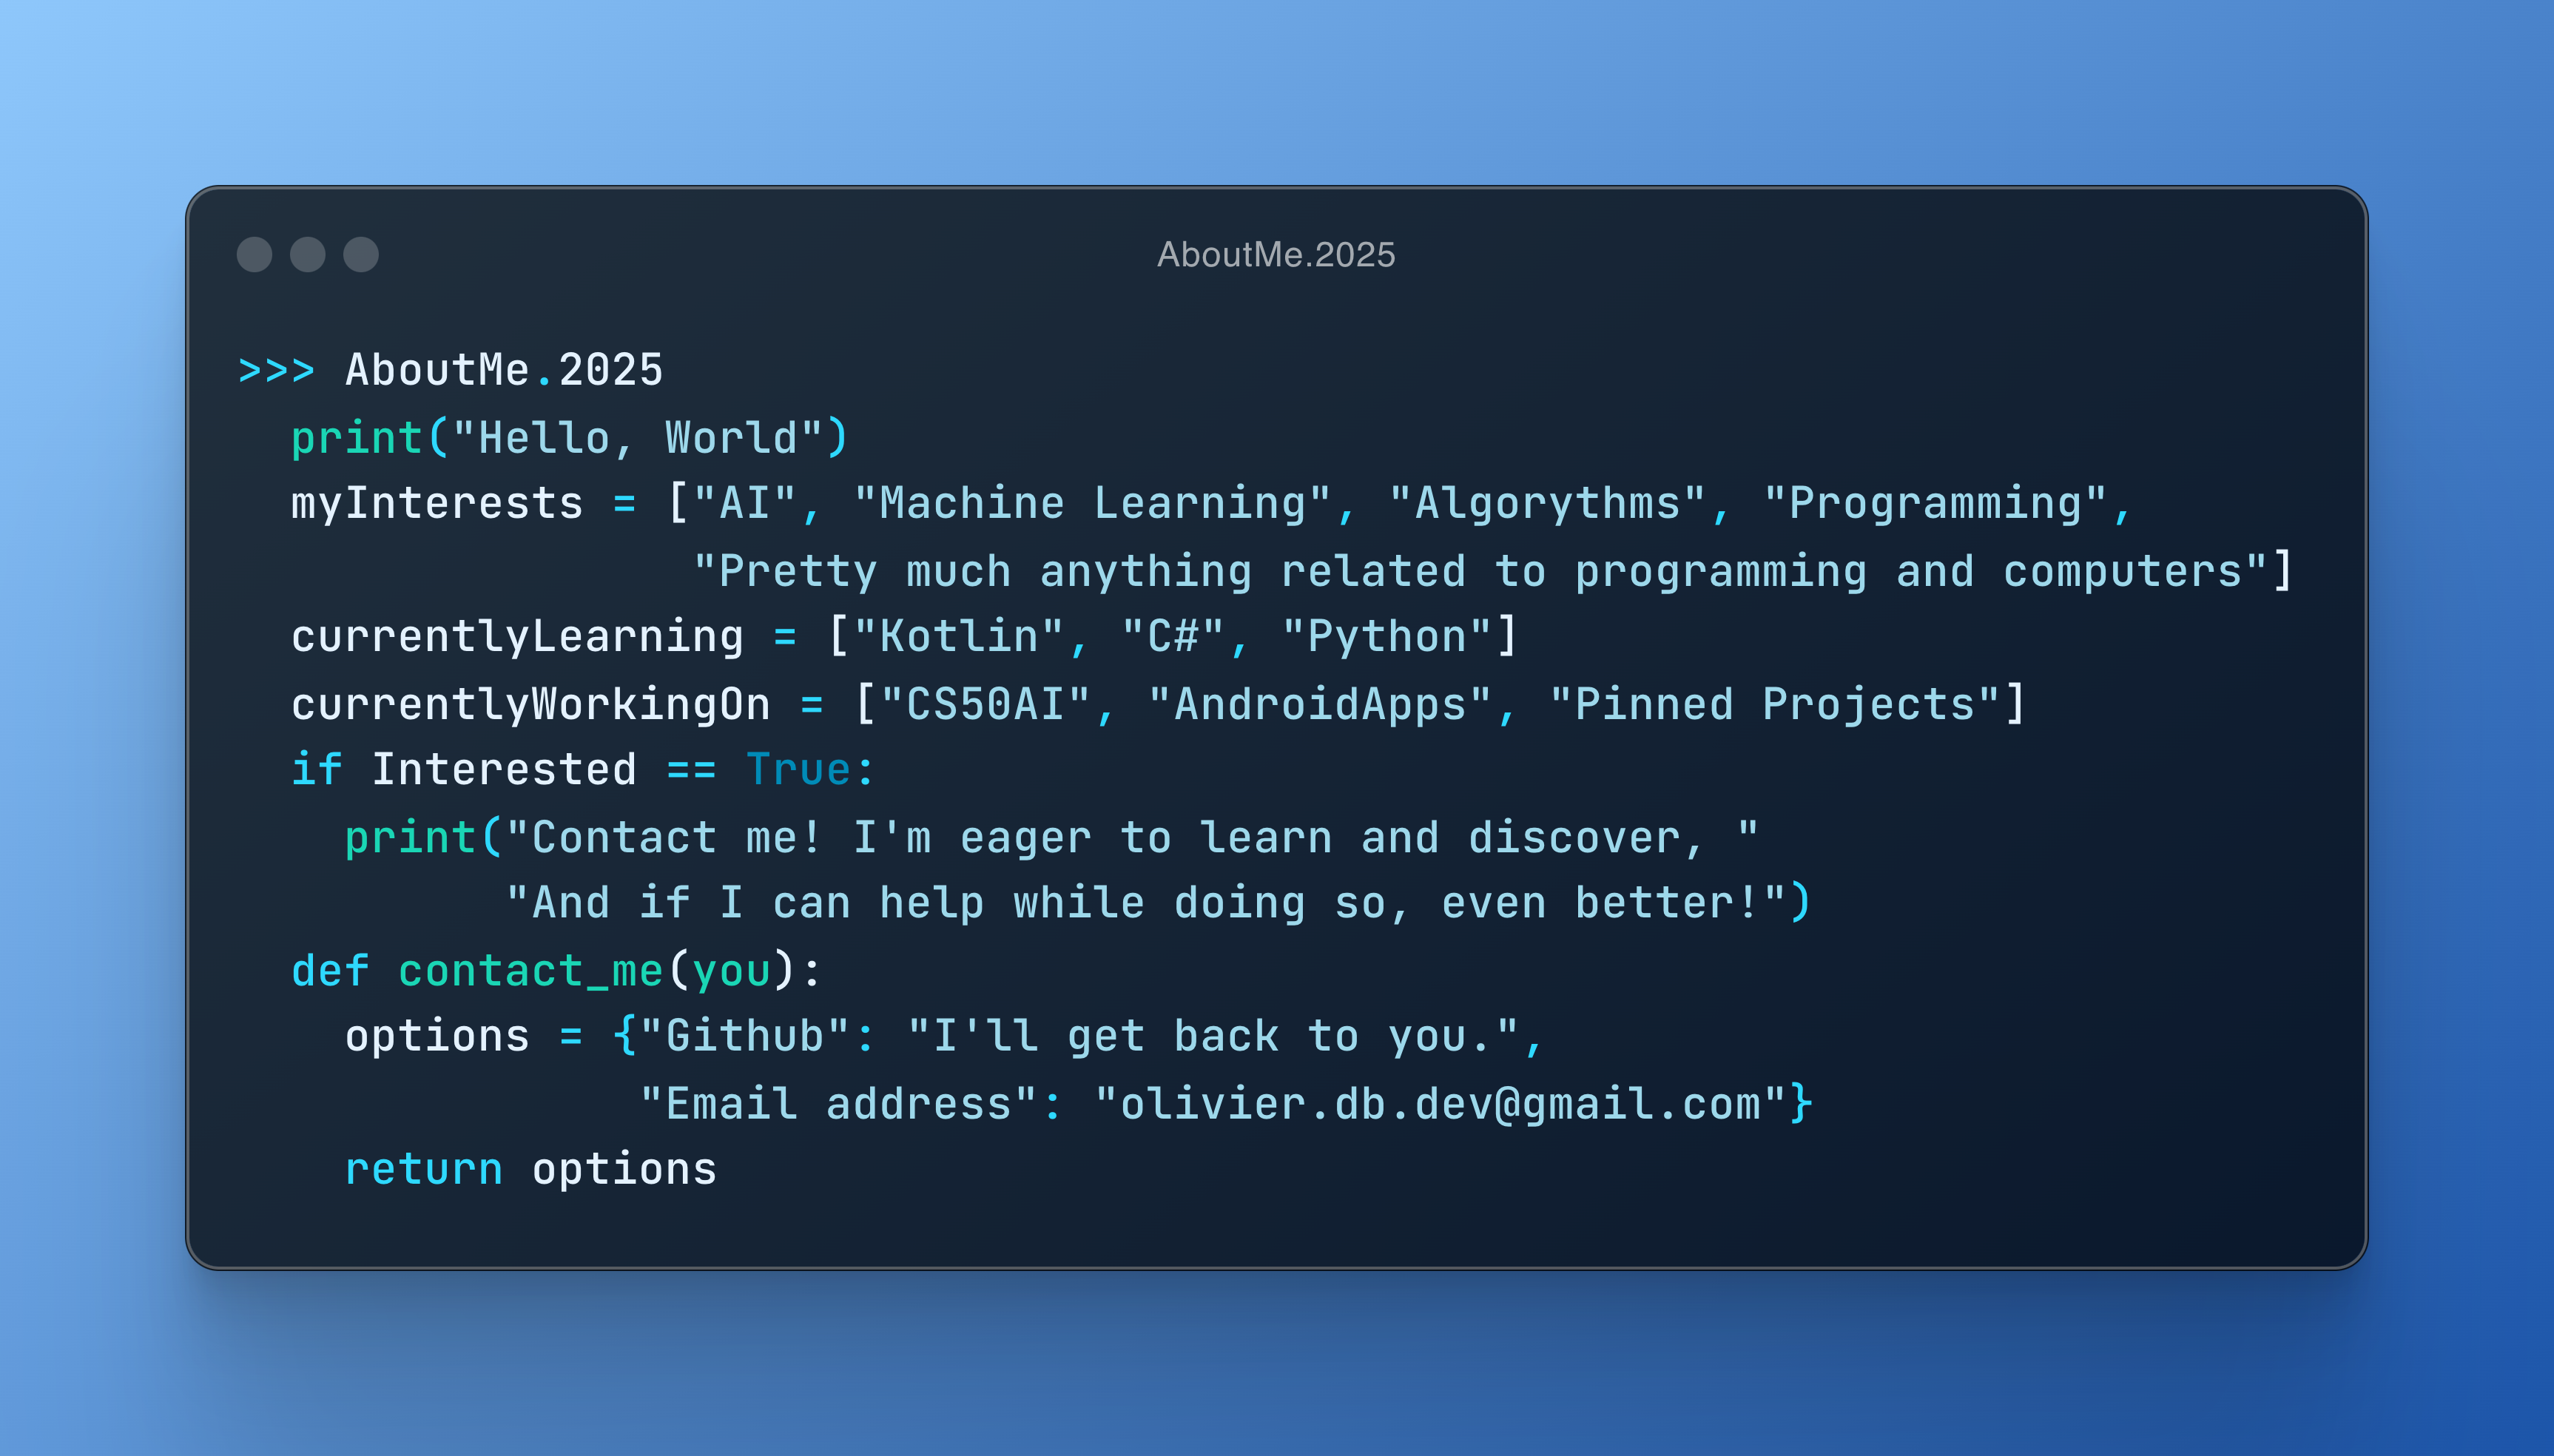 AboutMe.2025
>>> AboutMe.2025
print("Hello, World")
myInterests = ["AI", "Machine Learning", "Algorythms", "Programming",
"Pretty much anything related to programming and computers"]
currentlyLearning = ["Kotlin", "C#", "Python"]
currentlyWorkingOn = ["CS50AI", "AndroidApps", "Pinned Projects"]
if Interested == True:
print("Contact me! I'm eager to learn and discover, "
"And if I can help while doing so, even better!")
def contact_me(you):
options = {"Github": "I'll get back to you.",
"Email address": "olivier.db.dev@gmail.com"}
return options